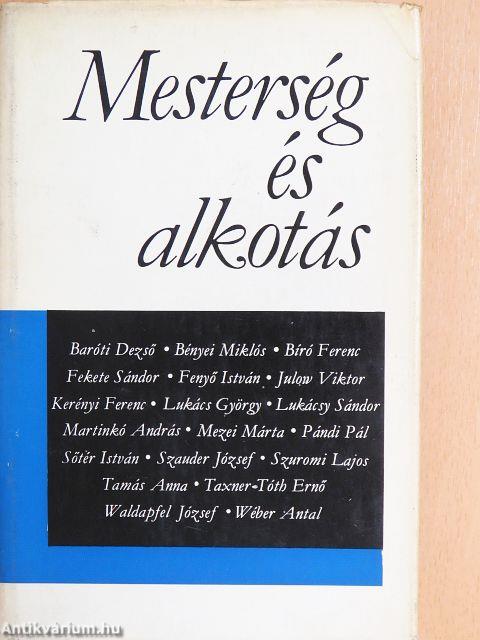 Mesterség
és
alkotás
Baróti Dezső • Bényei Miklós • Bíró Ferenc
Fekete Sándor • Fenyő István • Julow Viktor
Kerényi Ferenc • Lukács György • Lukácsy Sándor
Martinkó András • Mezei Márta • Pándi Pál
Sőtér István • Szauder József • Szuromi Lajos
Tamás Anna • Taxner-Tóth Ernő
Waldapfel József • Wéber Antal
Antikvárium.hu